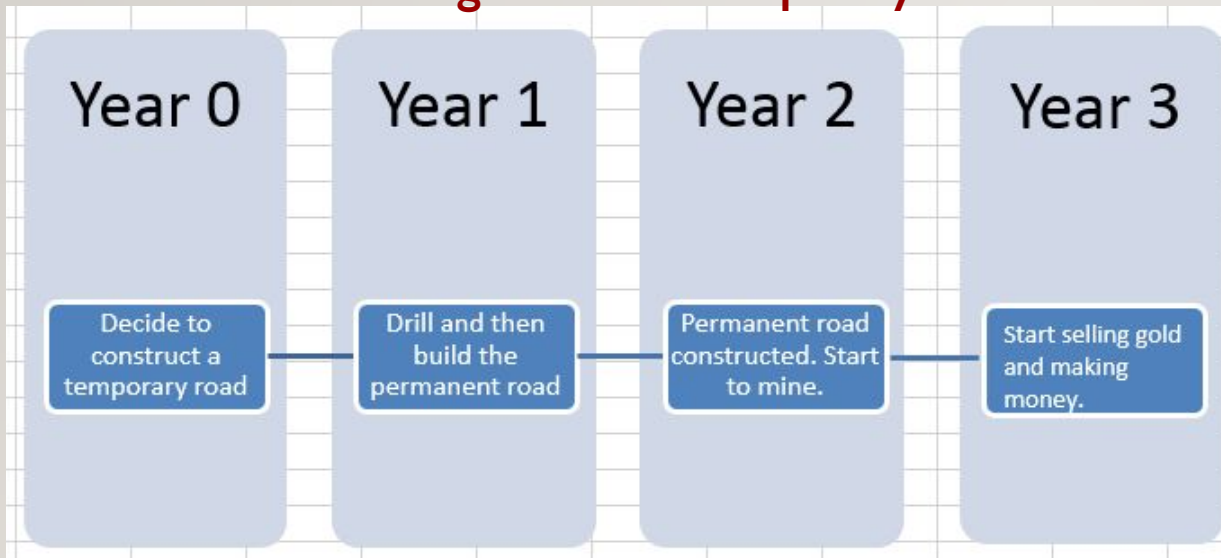 Year 0
Year 1
Year 2
Year 3
Decide to
construct a
temporary road
Drill and then
build the
permanent road
Permanent road
constructed. Start
to mine.
Start selling gold
and making
money.